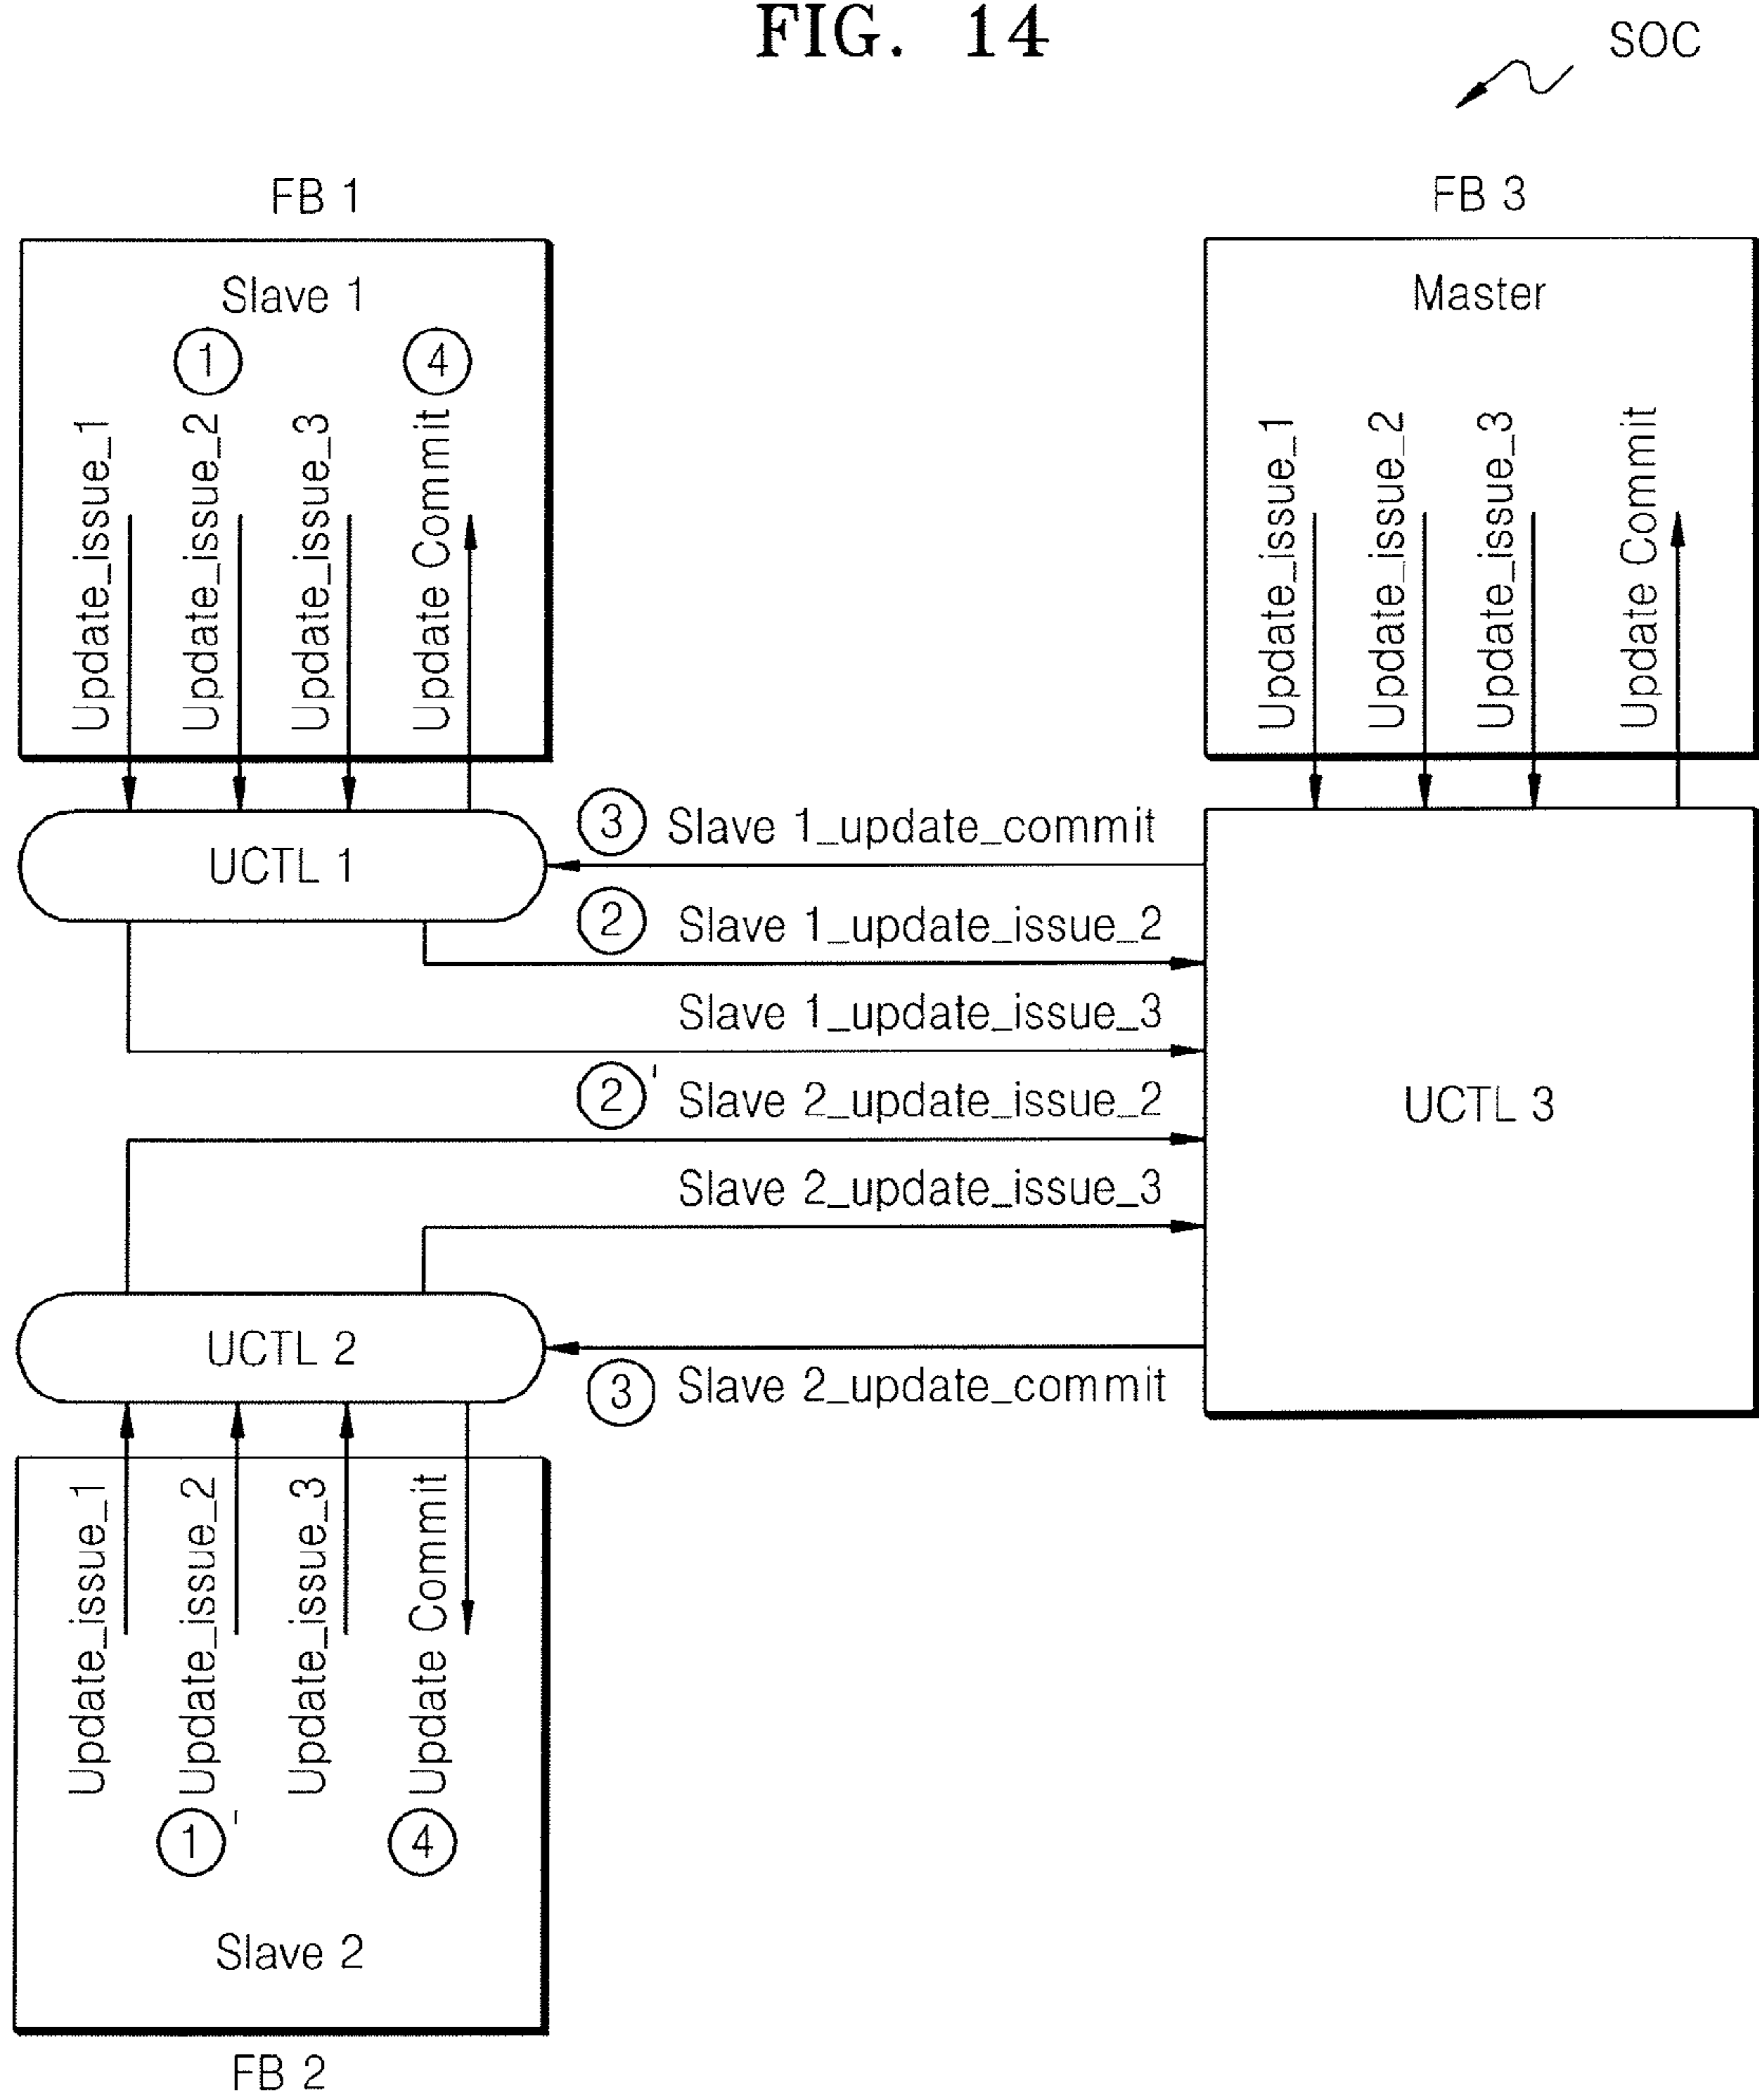 FIG. 14
SOC
FB 1
FB 3
Slave 1
Master
1
4
Update_issue_1
Update_issue_2
Update_issue_3
Update Commit
Update_issue_1
Update_issue_2
Update_issue_3
Update Commit
UCTL 1
3 Slave 1_update_commit
2 Slave 1_update_issue_2
Slave 1_update_issue_3
2' Slave 2_update_issue_2
Slave 2_update_issue_3
UCTL 3
UCTL 2
3 Slave 2_update_commit
Update_issue_1
Update_issue_2
Update_issue_3
Update Commit
1'
4
Slave 2
FB 2